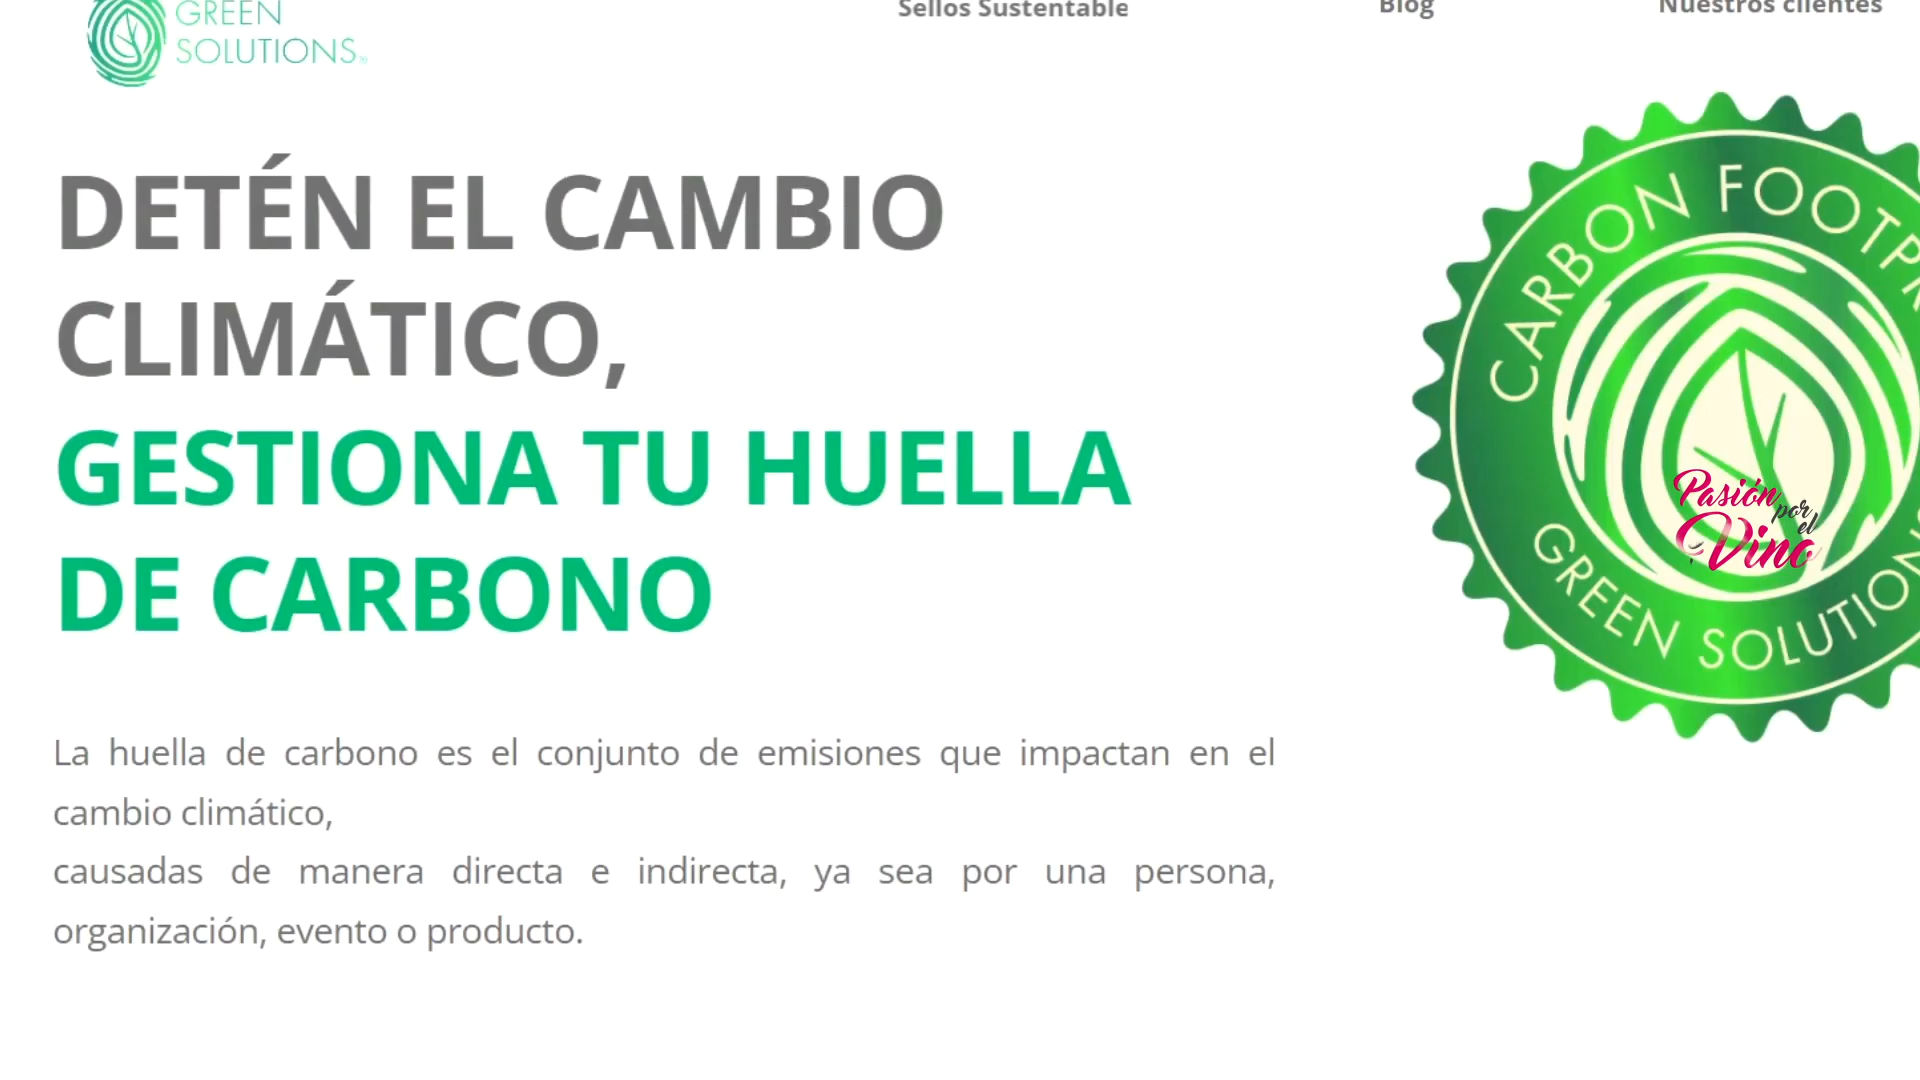 GREEN
SOLUTIONS
Sellos Sustentable
Blog
Nuestros clientes
DETÉN EL CAMBIO
CLIMÁTICO,
GESTIONA TU HUELLA
DE CARBONO
La huella de carbono es el conjunto de emisiones que impactan en el
cambio climático,
causadas de manera directa e indirecta, ya sea por una persona,
organización, evento o producto.
CARBON FOOTPR
GREEN SOLUTION
Pasión
por
el
Vino